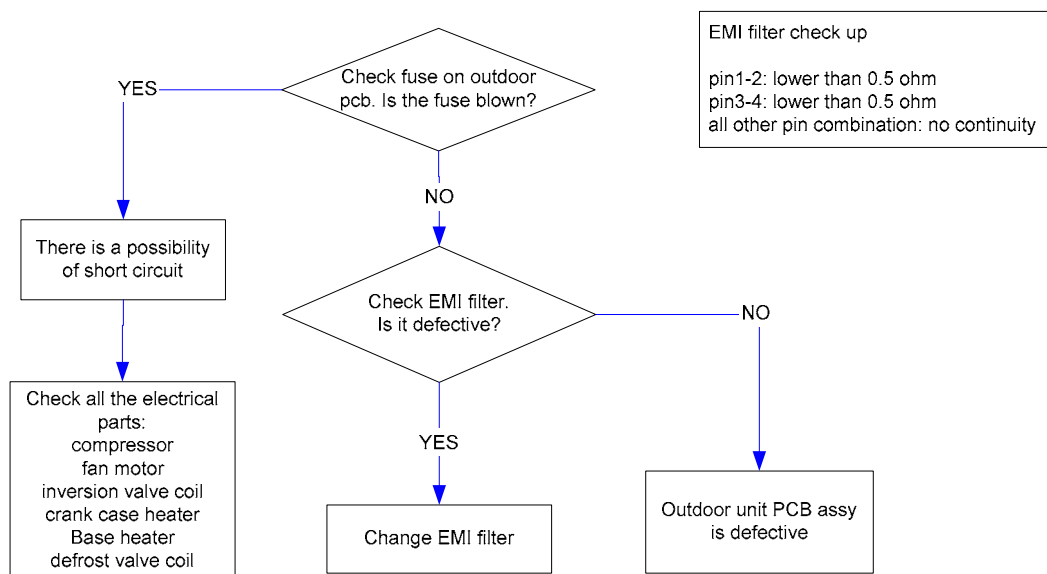 Check fuse on outdoor
pcb. Is the fuse blown?
EMI filter check up
pin1-2: lower than 0.5 ohm
pin3-4: lower than 0.5 ohm
all other pin combination: no continuity
YES
NO
There is a possibility
of short circuit
Check EMI filter.
Is it defective?
NO
Check all the electrical
parts:
compressor
fan motor
inversion valve coil
crank case heater
Base heater
defrost valve coil
YES
Change EMI filter
Outdoor unit PCB assy
is defective